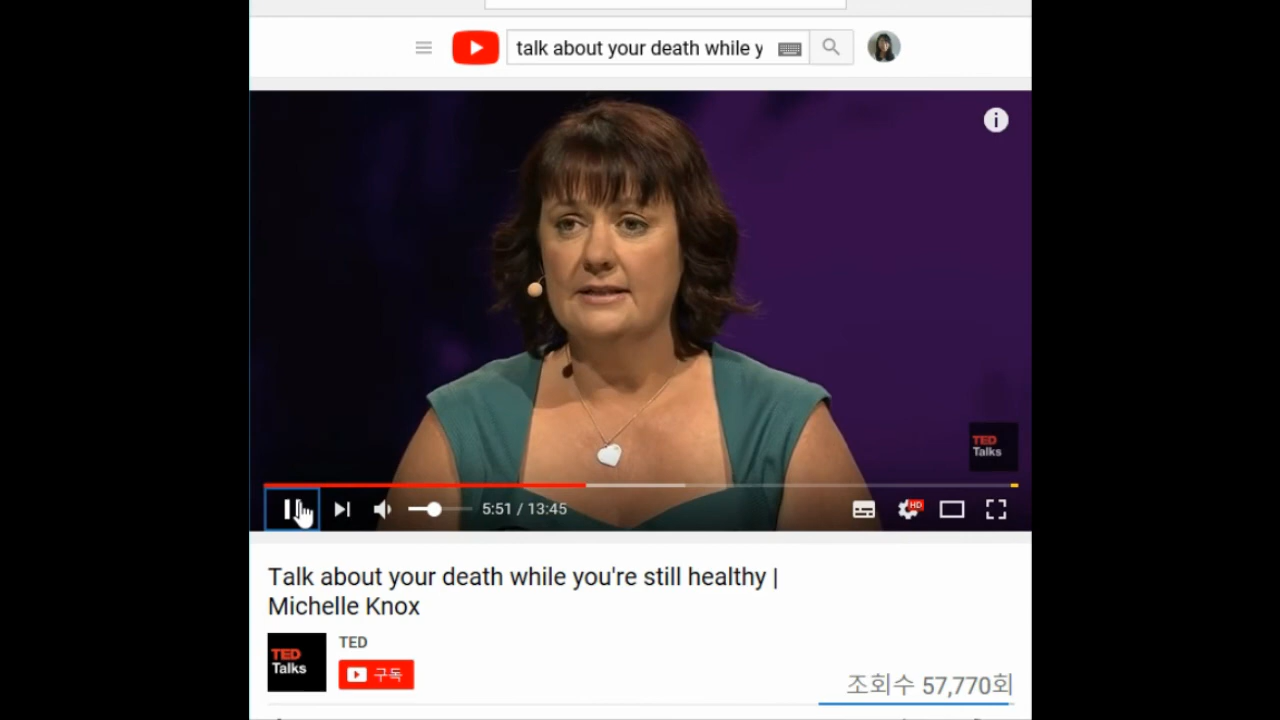 talk about your death while y
i
TED
Talks
5:51 / 13:45
HD
Talk about your death while you're still healthy |
Michelle Knox
TED
TED
Talks
구독
조회수 57,770회